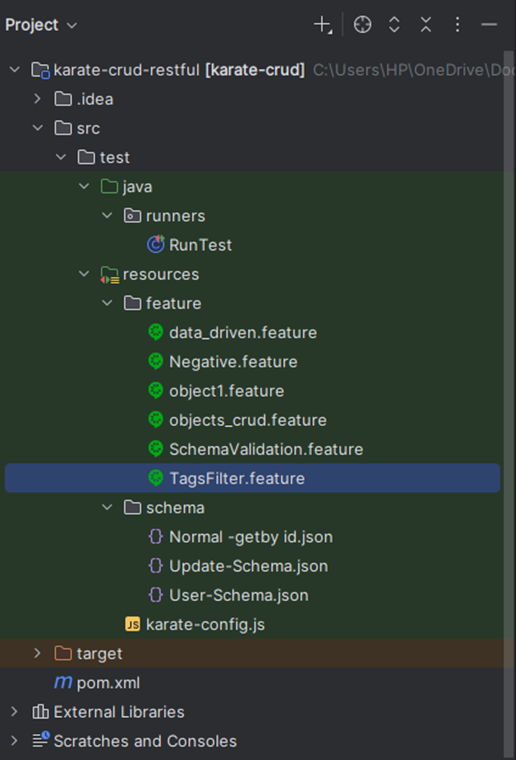 Project
karate-crud-restful [karate-crud] C:\Users\HP\OneDrive\Do
.idea
src
test
java
runners
RunTest
resources
feature
data_driven.feature
Negative.feature
object1.feature
objects_crud.feature
SchemaValidation.feature
TagsFilter.feature
schema
{} Normal -getby id.json
{} Update-Schema.json
{} User-Schema.json
JS karate-config.js
target
m pom.xml
External Libraries
Scratches and Consoles